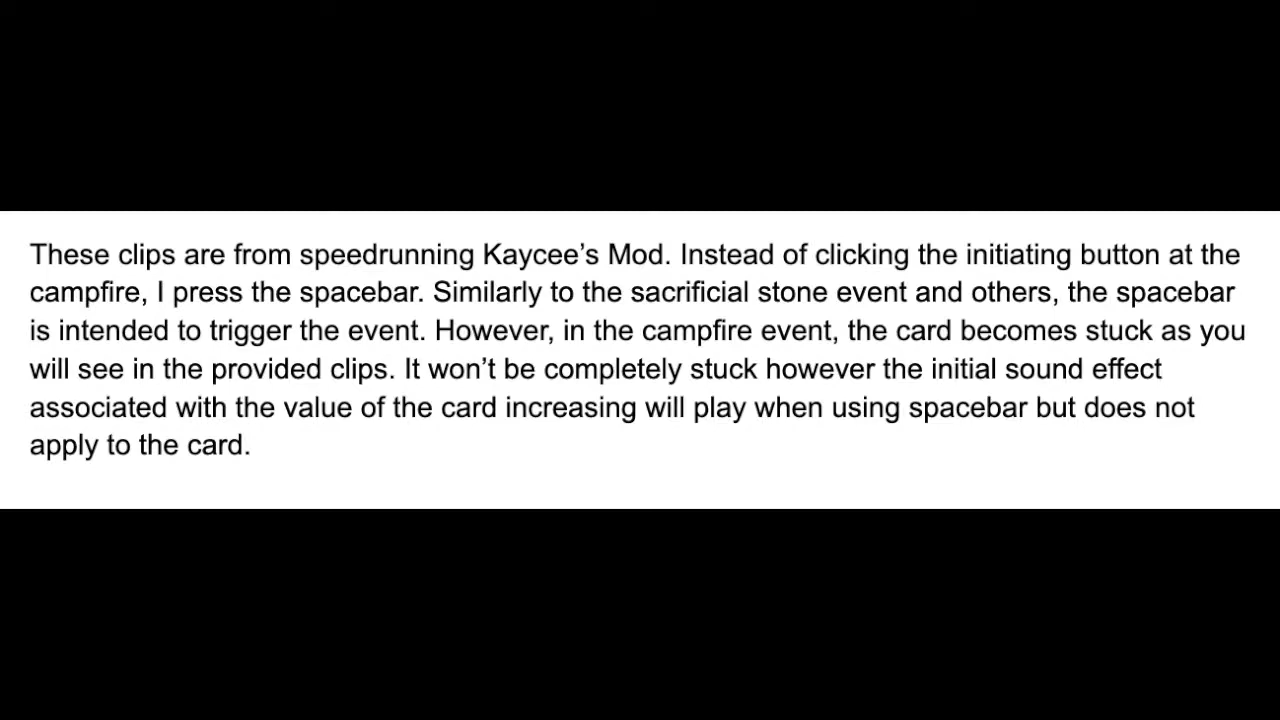 These clips are from speedrunning Kaycee’s Mod. Instead of clicking the initiating button at the
campfire, I press the spacebar. Similarly to the sacrificial stone event and others, the spacebar
is intended to trigger the event. However, in the campfire event, the card becomes stuck as you
will see in the provided clips. It won’t be completely stuck however the initial sound effect
associated with the value of the card increasing will play when using spacebar but does not
apply to the card.